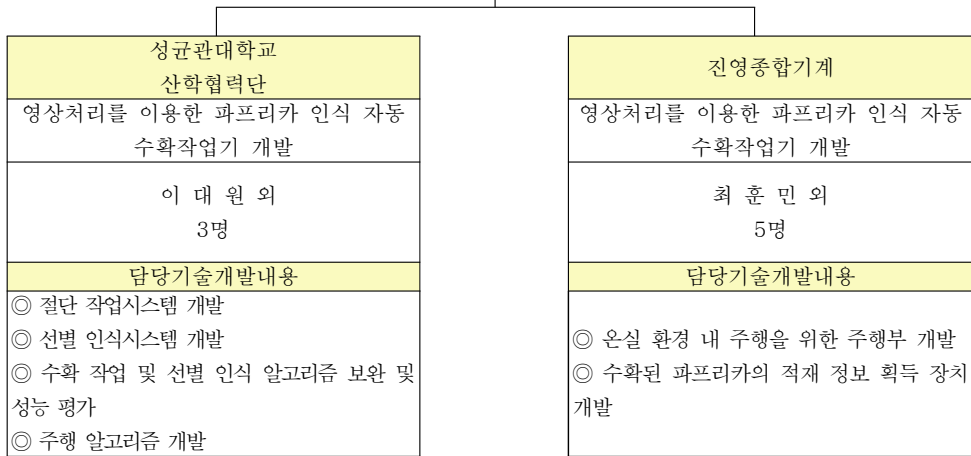 성균관대학교
산학협력단
영상처리를 이용한 파프리카 인식 자동
수확작업기 개발
이 대 원 외
3명
담당기술개발내용
◎ 절단 작업시스템 개발
◎ 선별 인식시스템 개발
◎ 수확 작업 및 선별 인식 알고리즘 보완 및
성능 평가
◎ 주행 알고리즘 개발
진영종합기계
영상처리를 이용한 파프리카 인식 자동
수확작업기 개발
최 훈 민 외
5명
담당기술개발내용
◎ 온실 환경 내 주행을 위한 주행부 개발
◎ 수확된 파프리카의 적재 정보 획득 장치
개발